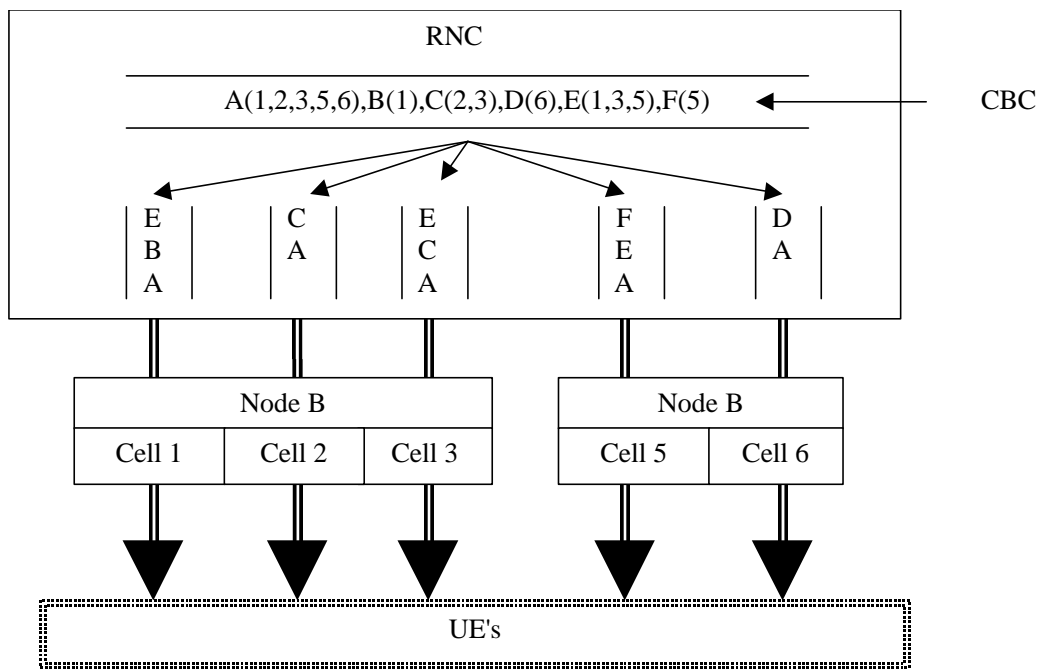 RNC
A(1,2,3,5,6),B(1),C(2,3),D(6),E(1,3,5),F(5)
CBC
E C E F D
B A C E A
A A A
Node B Node B
Cell 1 Cell 2 Cell 3 Cell 5 Cell 6
UE's